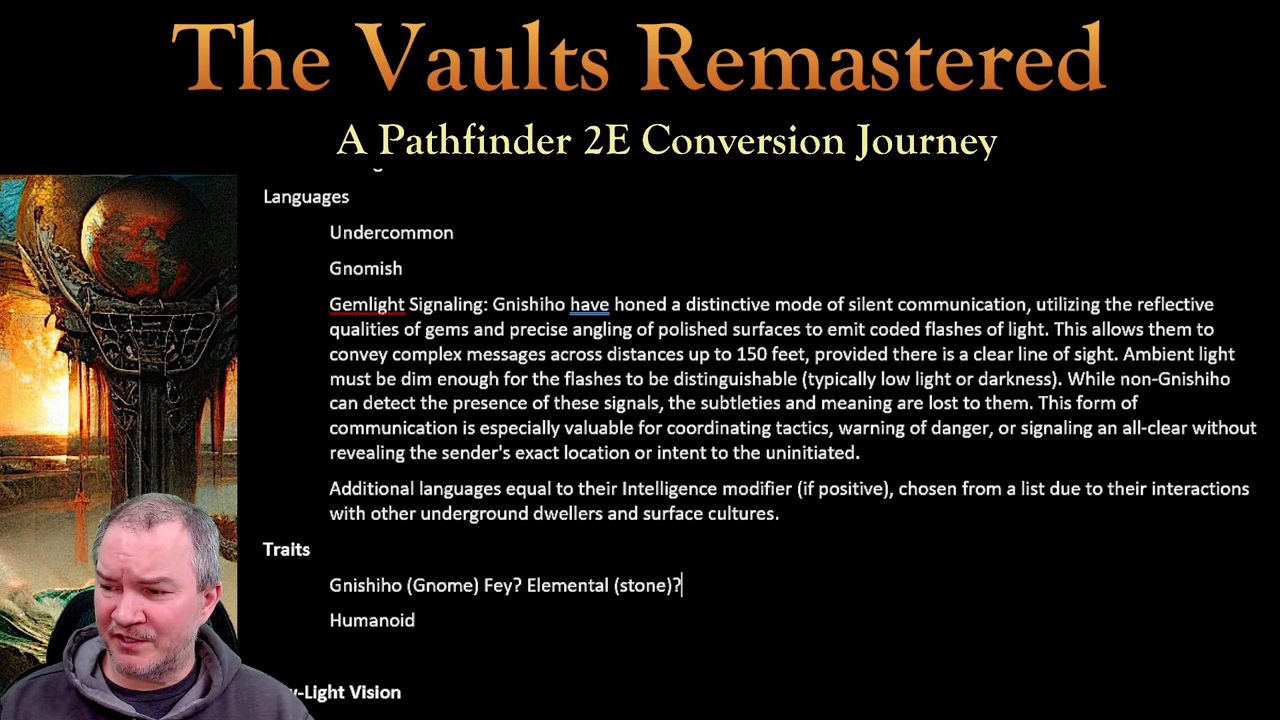 The Vaults Remastered
A Pathfinder 2E Conversion Journey
Languages
Undercommon
Gnomish
Gemlight Signaling: Gnishiho have honed a distinctive mode of silent communication, utilizing the reflective
qualities of gems and precise angling of polished surfaces to emit coded flashes of light. This allows them to
convey complex messages across distances up to 150 feet, provided there is a clear line of sight. Ambient light
must be dim enough for the flashes to be distinguishable (typically low light or darkness). While non-Gnishiho
can detect the presence of these signals, the subtleties and meaning are lost to them. This form of
communication is especially valuable for coordinating tactics, warning of danger, or signaling an all-clear without
revealing the sender's exact location or intent to the uninitiated.
Additional languages equal to their Intelligence modifier (if positive), chosen from a list due to their interactions
with other underground dwellers and surface cultures.
Traits
Gnishiho (Gnome) Fey? Elemental (stone)?
Humanoid
-Light Vision